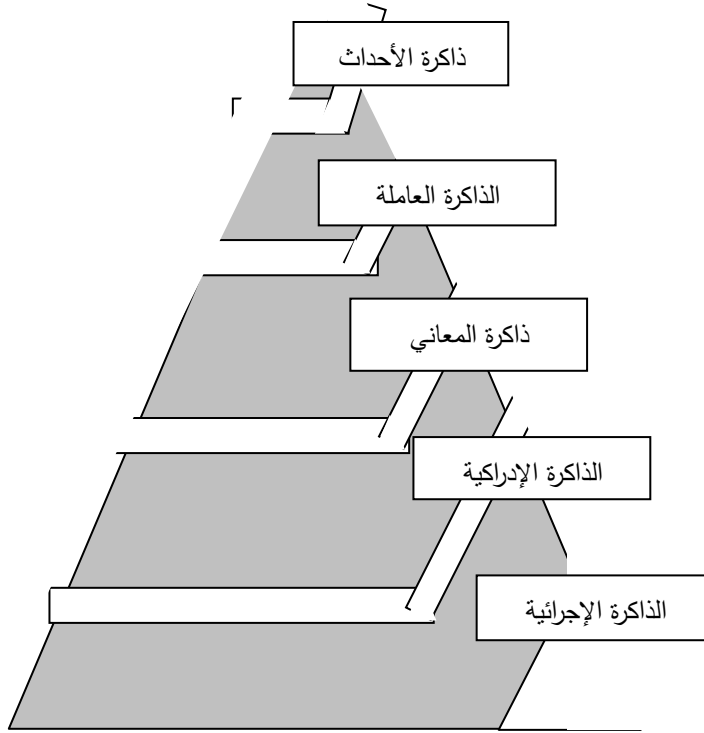 ذاكرة الأحداث
الذاكرة العاملة
ذاكرة المعاني
الذاكرة الإدراكية
الذاكرة الإجرائية